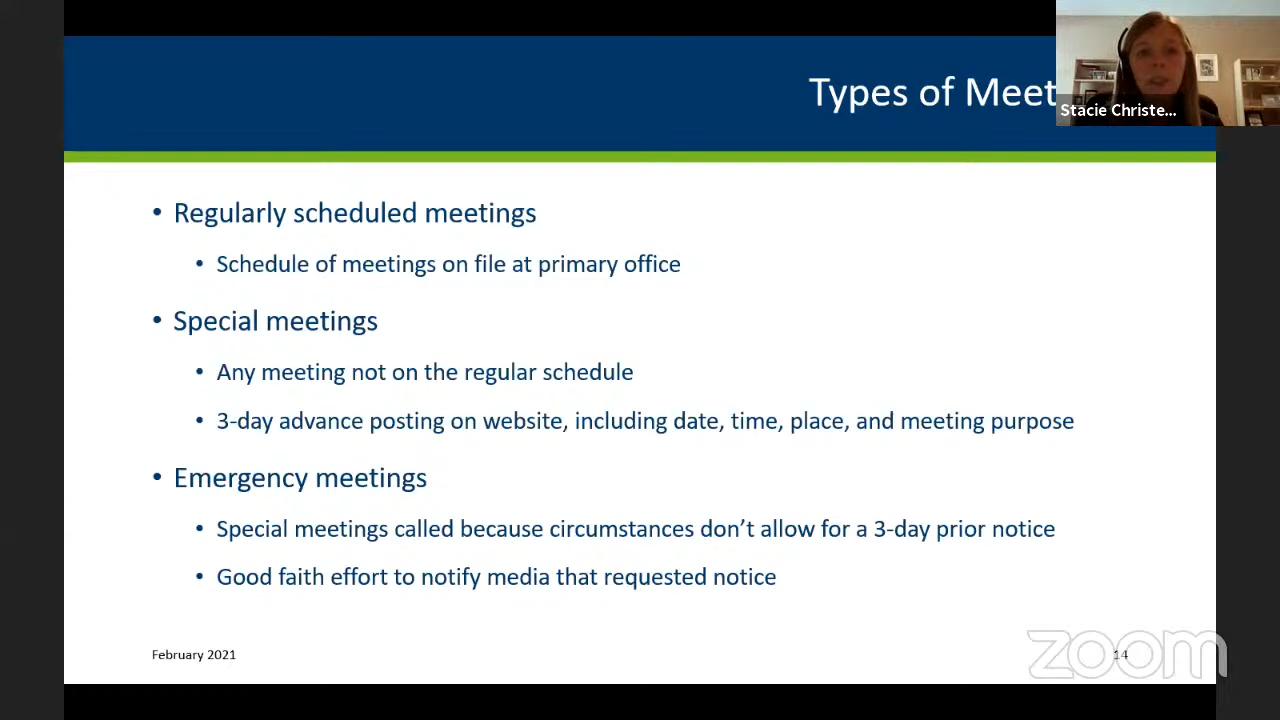 Types of Meet
Stacie Christe...
• Regularly scheduled meetings
• Schedule of meetings on file at primary office
• Special meetings
• Any meeting not on the regular schedule
• 3-day advance posting on website, including date, time, place, and meeting purpose
• Emergency meetings
• Special meetings called because circumstances don’t allow for a 3-day prior notice
• Good faith effort to notify media that requested notice
February 2021
14
zoom